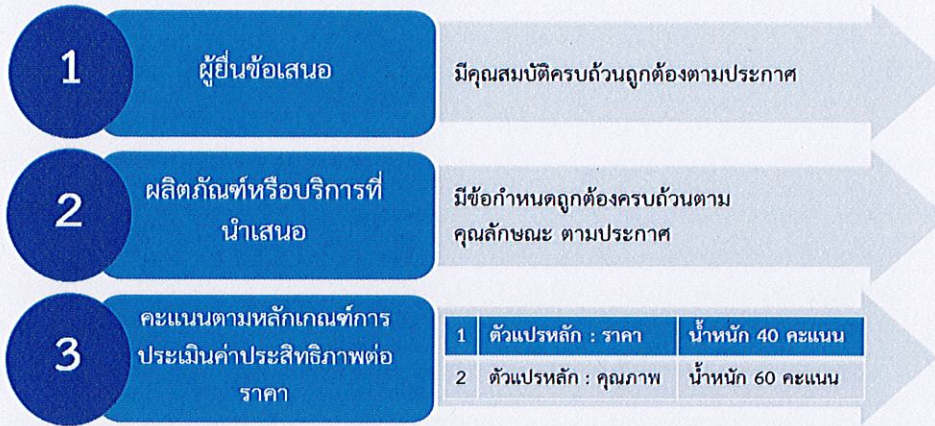 1
ผู้ยื่นข้อเสนอ
มีคุณสมบัติครบถ้วนถูกต้องตามประกาศ
2
ผลิตภัณฑ์หรือบริการที่
นำเสนอ
มีข้อกำหนดถูกต้องครบถ้วนตาม
คุณลักษณะ ตามประกาศ
3
คะแนนตามหลักเกณฑ์การ
ประเมินค่าประสิทธิภาพต่อ
ราคา
1 ตัวแปรหลัก : ราคา น้ำหนัก 40 คะแนน
2 ตัวแปรหลัก : คุณภาพ น้ำหนัก 60 คะแนน